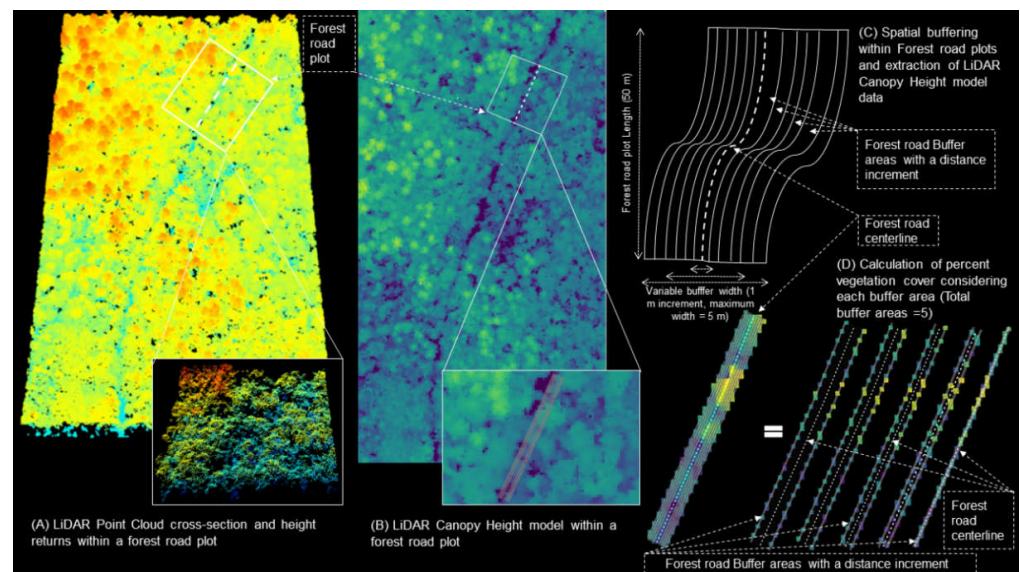 Forest
road
plot
(C) Spatial buffering
within Forest road plots
and extraction of LiDAR
Canopy Height model
data
Forest road plot Length (50 m)
Forest road Buffer
areas with a distance
increment
Forest road
centerline
Variable bufffer width (1
m increment, maximum
width = 5 m)
(D) Calculation of percent
vegetation cover considering
each buffer area (Total
buffer areas =5)
=
Forest
road
centerline
(A) LiDAR Point Cloud cross-section and height
returns within a forest road plot
(B) LiDAR Canopy Height model within a
forest road plot
Forest road Buffer areas with a distance increment